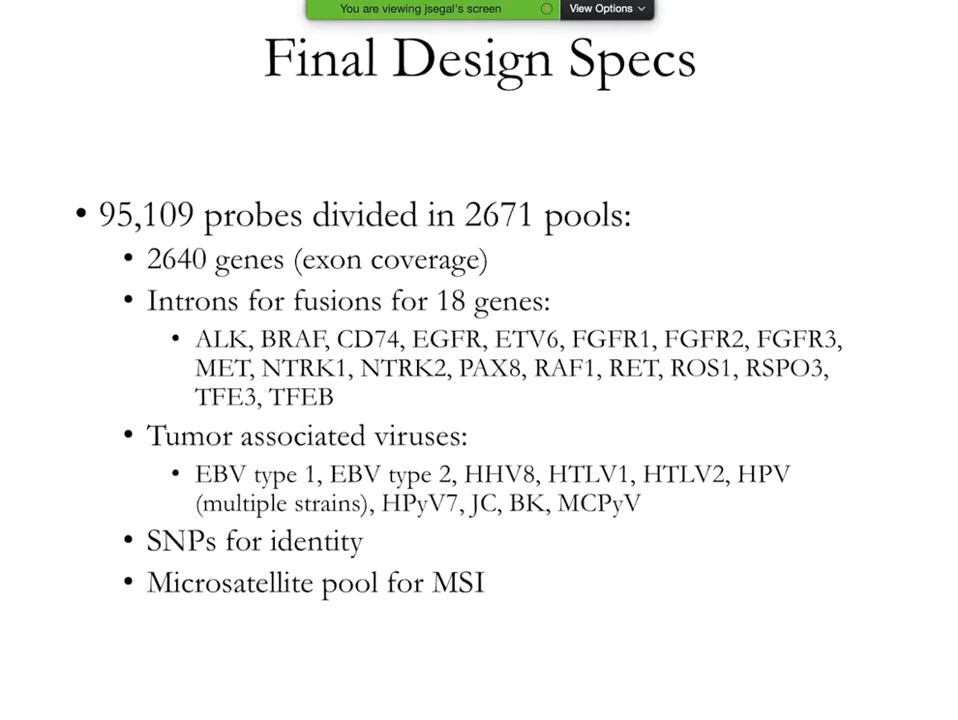 You are viewing jsegal's screen
View Options
Final Design Specs
• 95,109 probes divided in 2671 pools:
• 2640 genes (exon coverage)
• Introns for fusions for 18 genes:
• ALK, BRAF, CD74, EGFR, ETV6, FGFR1, FGFR2, FGFR3,
MET, NTRK1, NTRK2, PAX8, RAF1, RET, ROS1, RSPO3,
TFE3, TFEB
• Tumor associated viruses:
• EBV type 1, EBV type 2, HHV8, HTLV1, HTLV2, HPV
(multiple strains), HPyV7, JC, BK, MCPyV
• SNPs for identity
• Microsatellite pool for MSI